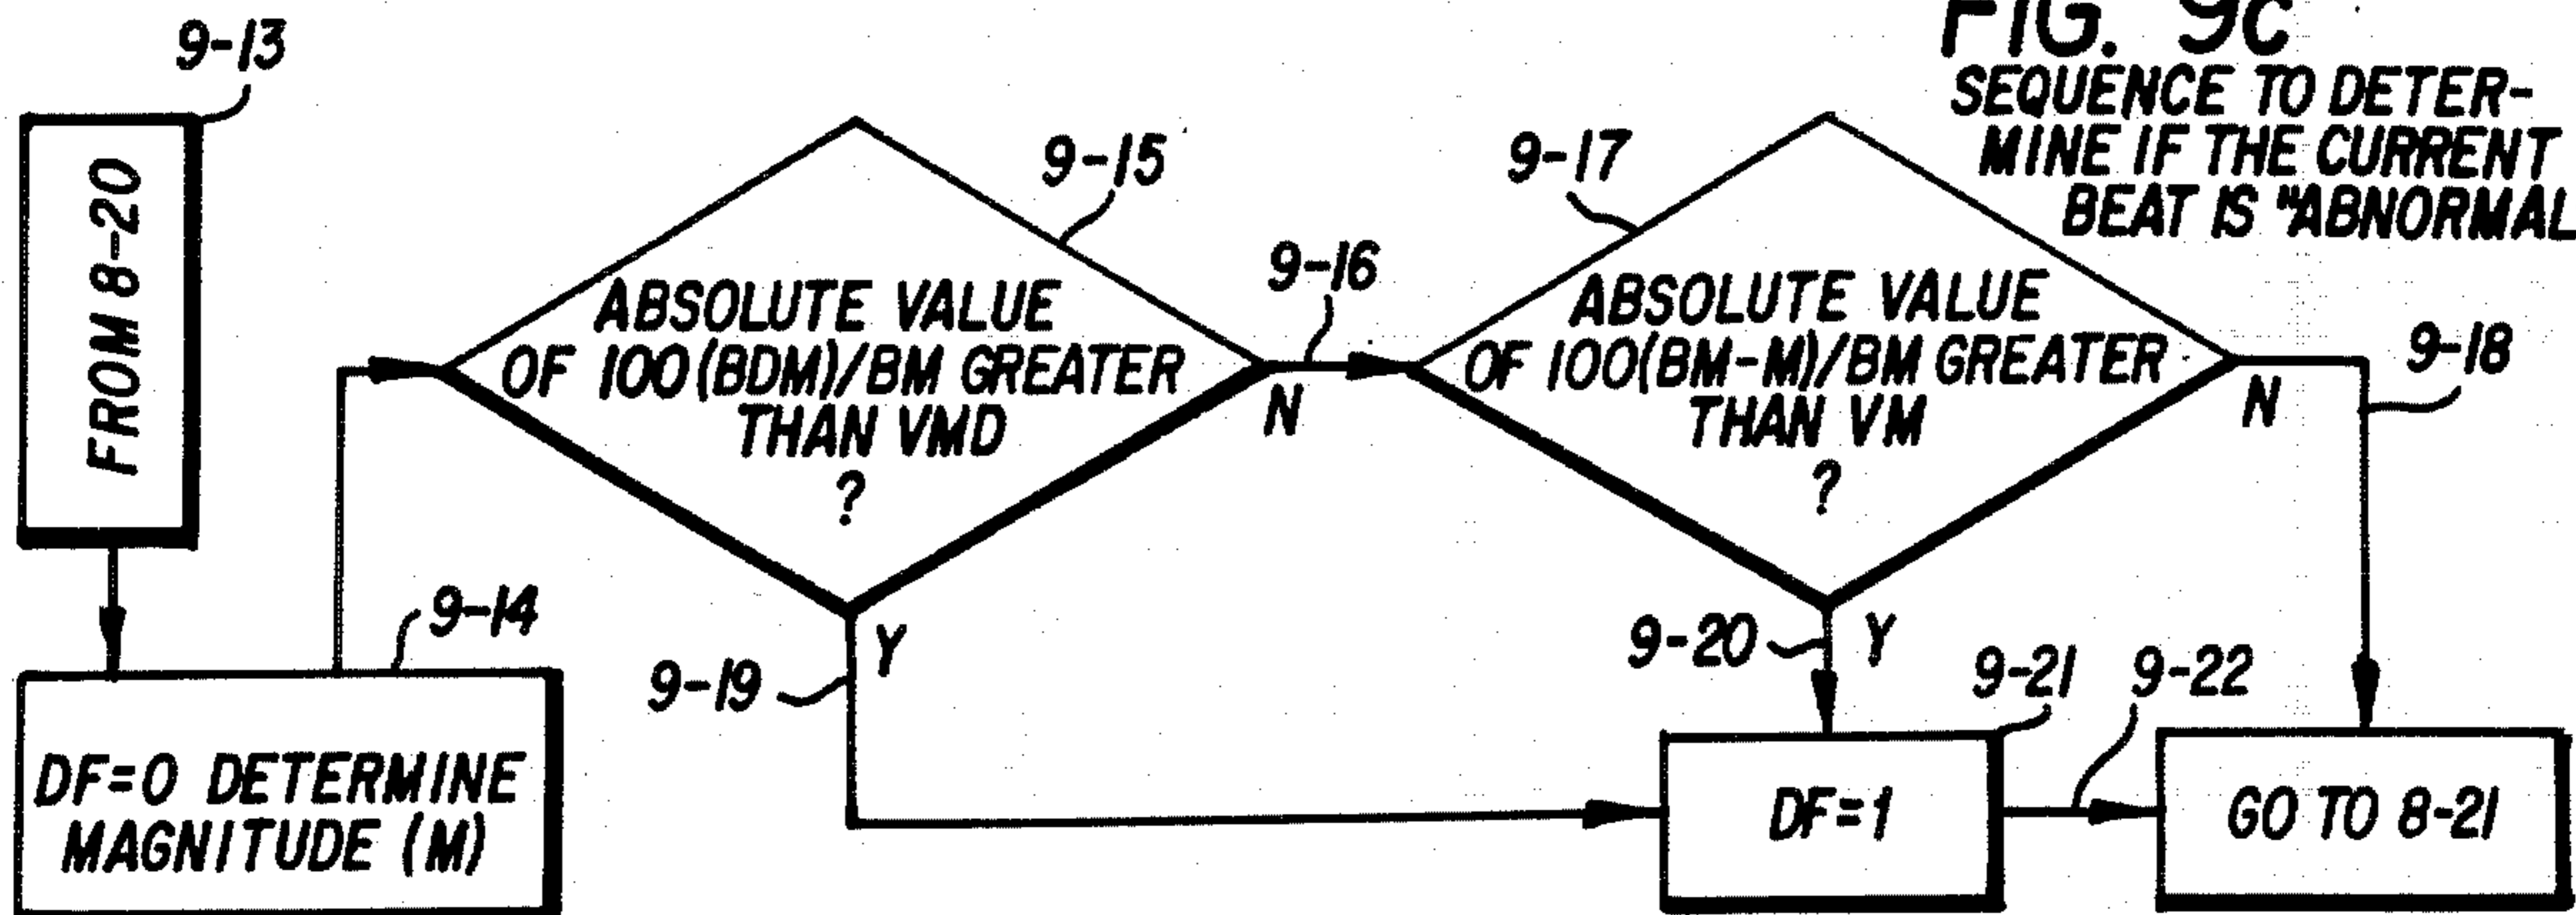 FIG. 9c
SEQUENCE TO DETER-
MINE IF THE CURRENT
BEAT IS "ABNORMAL
9-13
FROM 8-20
9-14
DF=0 DETERMINE
MAGNITUDE (M)
9-15
ABSOLUTE VALUE
OF 100(BDM)/BM GREATER
THAN VMD
?
N
Y
9-16
9-17
ABSOLUTE VALUE
OF 100(BM-M)/BM GREATER
THAN VM
?
N
Y
9-18
9-19
9-20
9-21
DF=1
9-22
GO TO 8-21